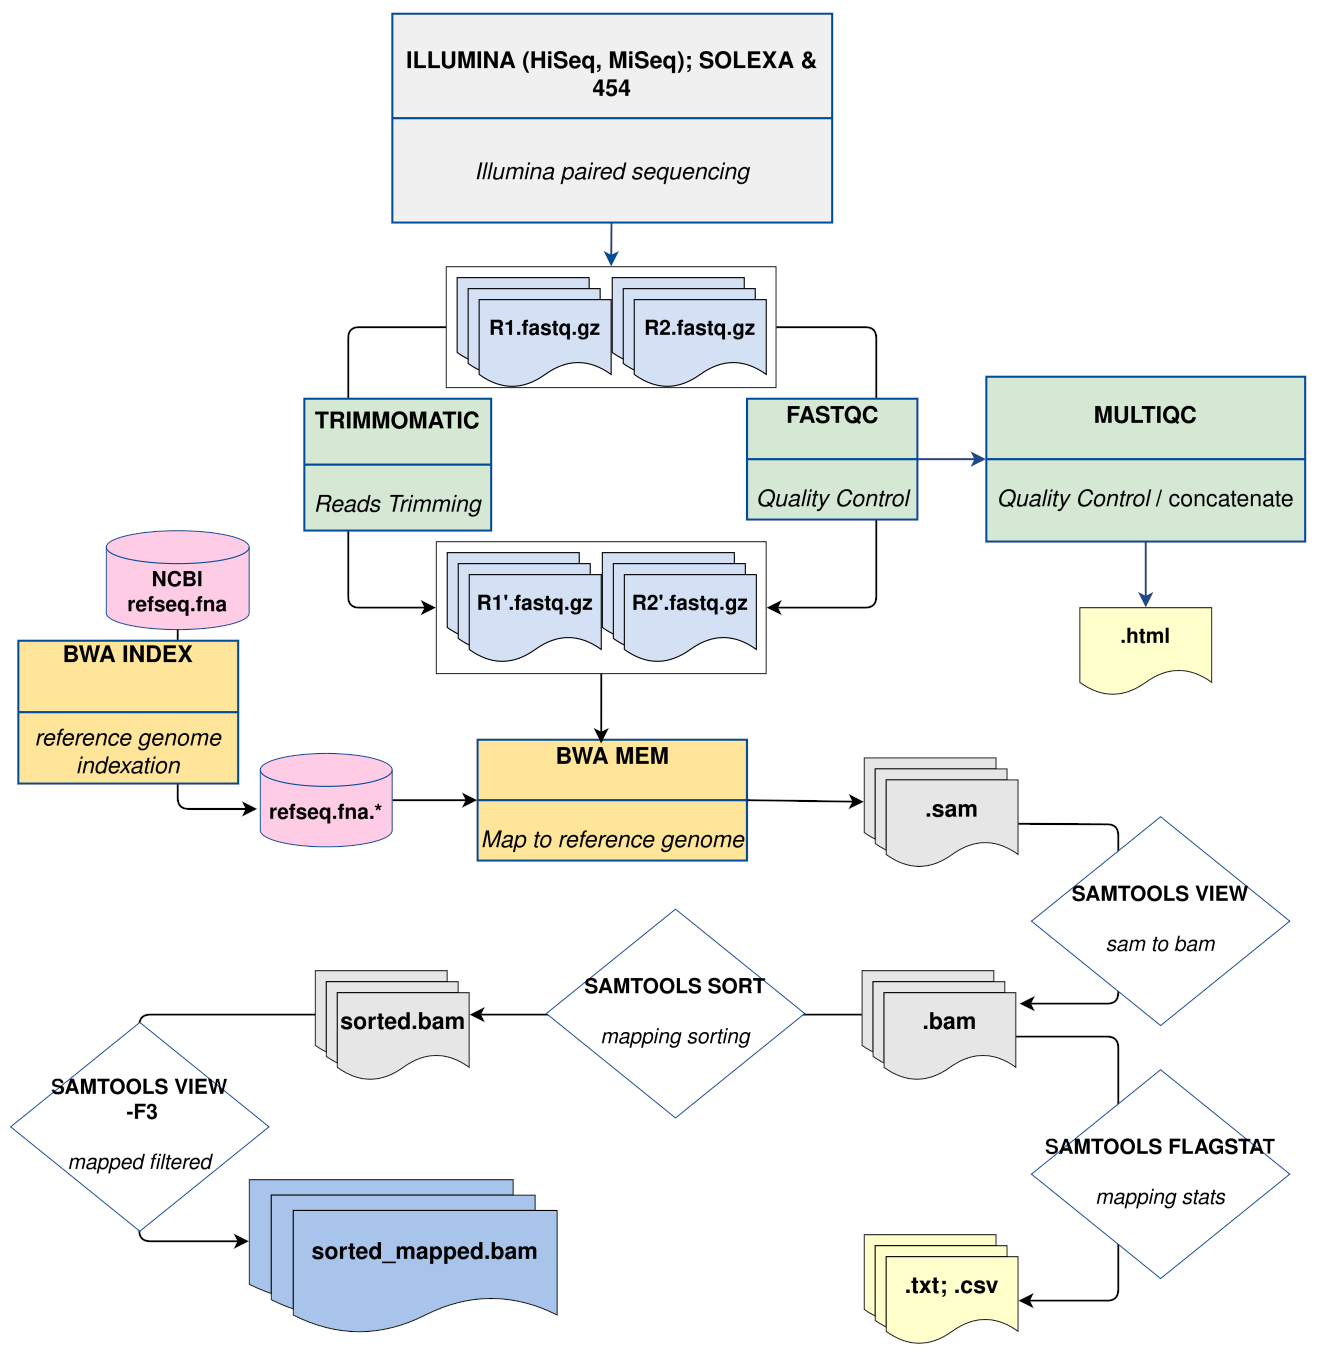 ILLUMINA (HiSeq, MiSeq); SOLEXA &
454
Illumina paired sequencing
R1.fastq.gz
R2.fastq.gz
TRIMMOMATIC
Reads Trimming
FASTQC
Quality Control
MULTIQC
Quality Control / concatenate
.html
NCBI
refseq.fna
BWA INDEX
reference genome
indexation
R1'.fastq.gz
R2'.fastq.gz
refseq.fna.*
BWA MEM
Map to reference genome
.sam
SAMTOOLS VIEW
sam to bam
.bam
SAMTOOLS SORT
mapping sorting
sorted.bam
SAMTOOLS VIEW
-F3
mapped filtered
sorted_mapped.bam
SAMTOOLS FLAGSTAT
mapping stats
.txt; .csv